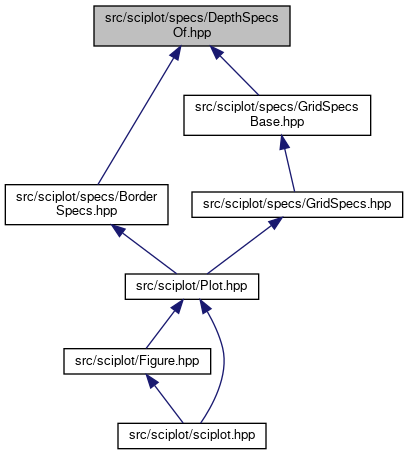 src/sciplot/specs/DepthSpecs
Of.hpp
src/sciplot/specs/GridSpecs
Base.hpp
src/sciplot/specs/Border
Specs.hpp
src/sciplot/specs/GridSpecs.hpp
src/sciplot/Plot.hpp
src/sciplot/Figure.hpp
src/sciplot/sciplot.hpp